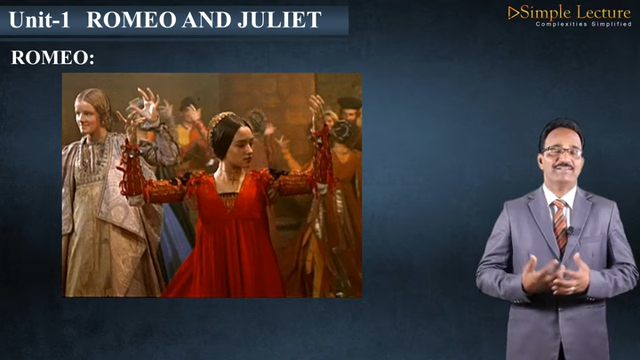 Unit-1 ROMEO AND JULIET
Simple Lecture
Complexities Simplified
ROMEO: